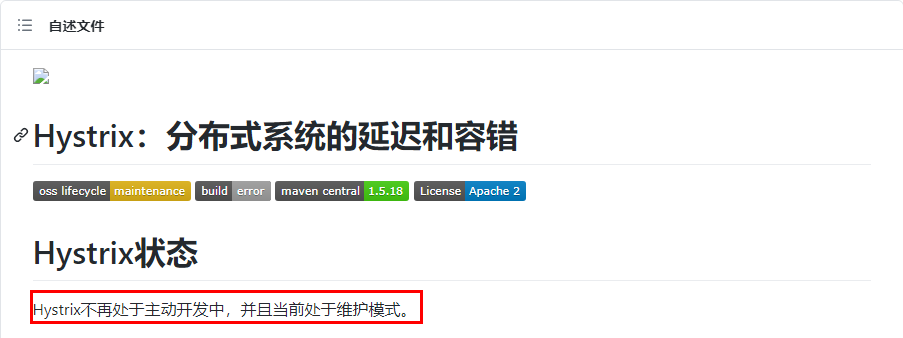 自述文件
Hystrix：分布式系统的延迟和容错
oss lifecycle maintenance build error maven central 1.5.18 License Apache 2
Hystrix状态
Hystrix不再处于主动开发中，并且当前处于维护模式。